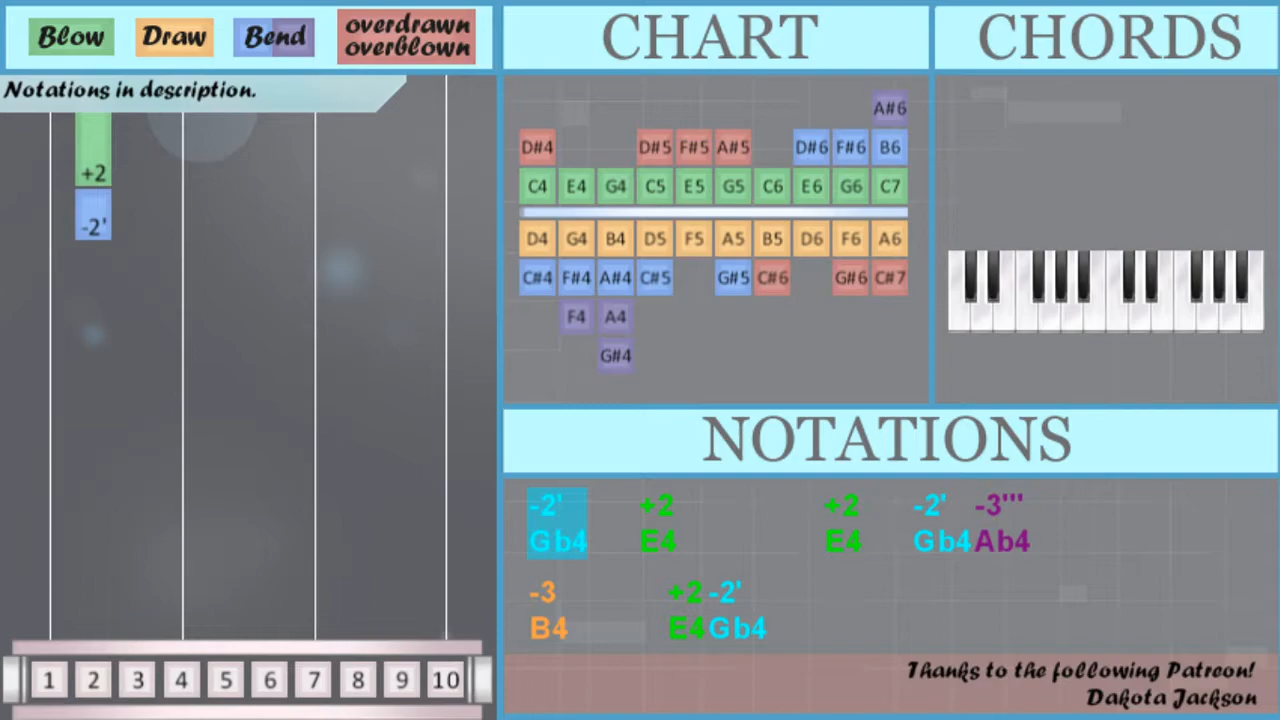 Blow Draw Bend overdrawn
overblown
Notations in description.
+2
-2'
1 2 3 4 5 6 7 8 9 10
CHART
A#6
D#4 D#5 F#5 A#5 D#6 F#6 B6
C4 E4 G4 C5 E5 G5 C6 E6 G6 C7
D4 G4 B4 D5 F5 A5 B5 D6 F6 A6
C#4 F#4 A#4 C#5 G#5 C#6 G#6 C#7
F4 A4
G#4
CHORDS
NOTATIONS
-2' +2 +2 -2' -3'''
Gb4 E4 E4 Gb4 Ab4
-3 +2 -2'
B4 E4 Gb4
Thanks to the following Patreon!
Dakota Jackson